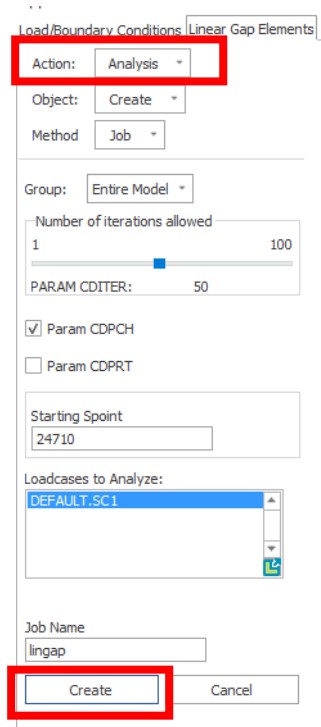 Load/Boundary Conditions Linear Gap Elements
Action: Analysis
Object: Create
Method Job
Group: Entire Model
Number of iterations allowed
1 100
PARAM CDITER: 50
Param CDPCH
Param CDPRT
Starting Spoint
24710
Loadcases to Analyze:
DEFAULT.SC1
Job Name
lingap
Create Cancel